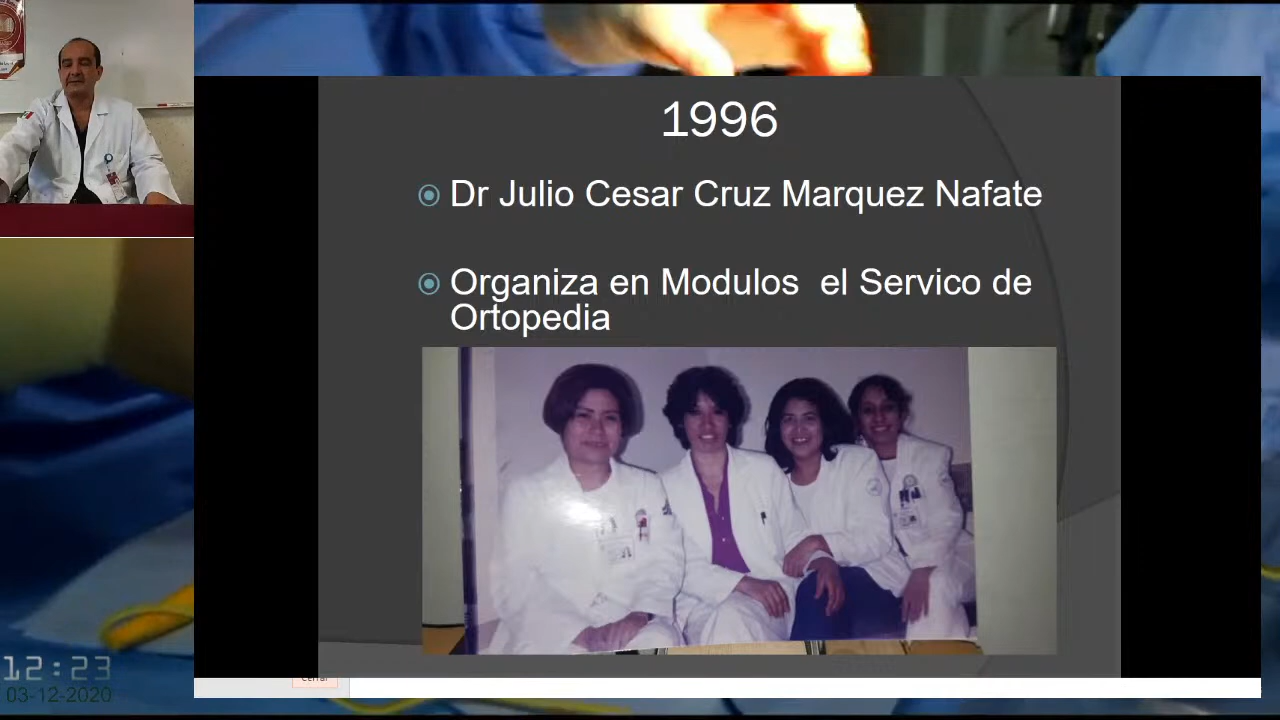 1996
Dr Julio Cesar Cruz Marquez Nafate
Organiza en Modulos el Servico de
Ortopedia
12:23
03-12-2020